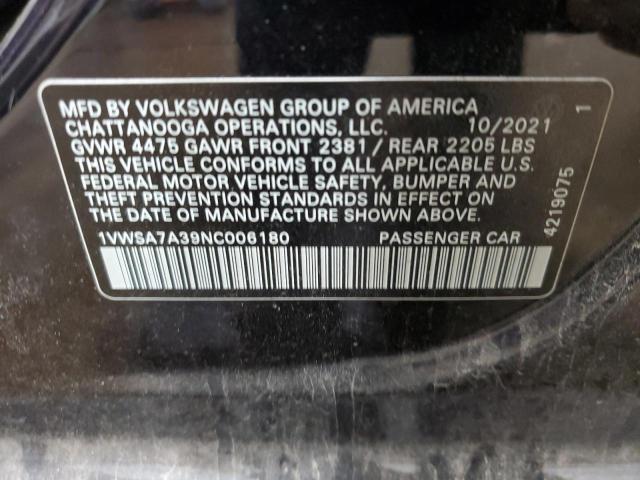 MFD BY VOLKSWAGEN GROUP OF AMERICA
CHATTANOOGA OPERATIONS, LLC. 10/2021
GVWR 4475 GAWR FRONT 2381 / REAR 2205 LBS
THIS VEHICLE CONFORMS TO ALL APPLICABLE U.S.
FEDERAL MOTOR VEHICLE SAFETY, BUMPER AND
THEFT PREVENTION STANDARDS IN EFFECT ON
THE DATE OF MANUFACTURE SHOWN ABOVE.
1VWSA7A39NC006180 PASSENGER CAR
4219075
1